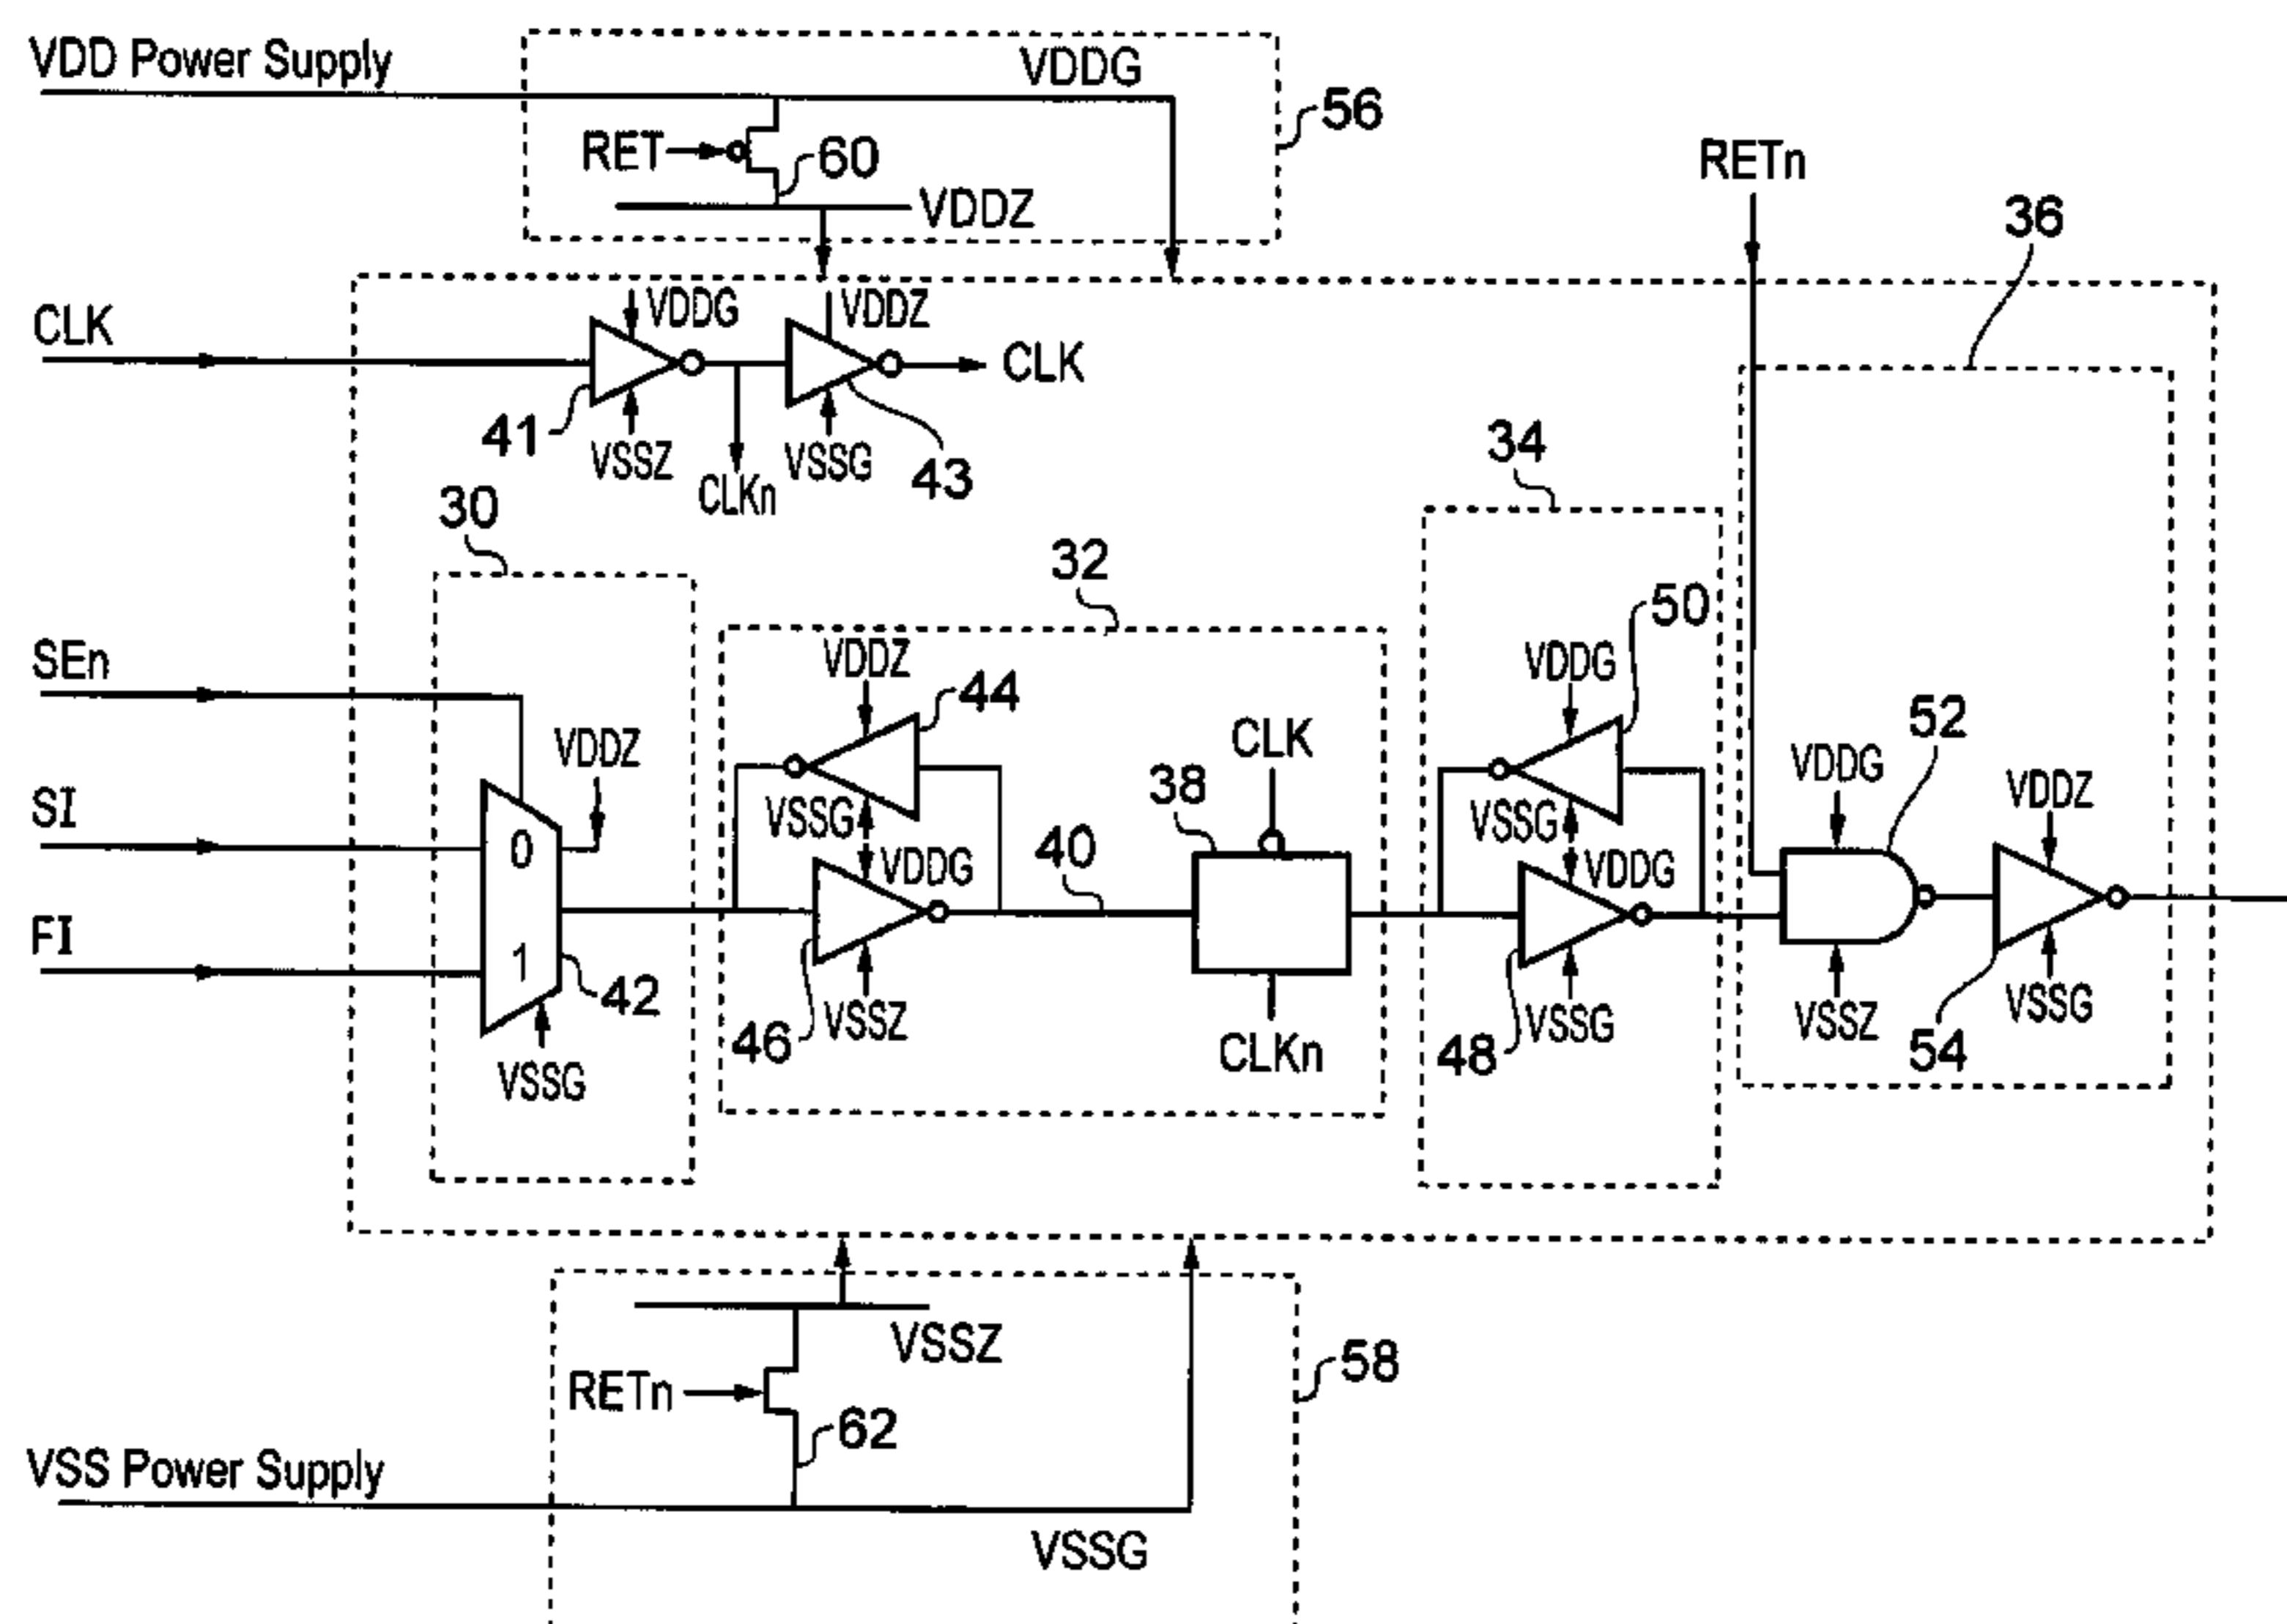 VDD Power Supply
VDDG
56
RET
60
VDDZ
RETn
36
CLK
VDDG
VDDZ
CLK
41
VSSZ
CLKn
VSSG
43
34
30
32
50
SEn
VDDZ
44
VDDG
52
VDDZ
CLK
VDDG
VDDZ
SI
0
VSSG
38
VSSG
40
VDDG
VDDG
FI
1
42
46
VSSZ
CLKn
48
VSSG
VSSZ
54
VSSG
VSSG
VSSZ
58
RETn
62
VSS Power Supply
VSSG